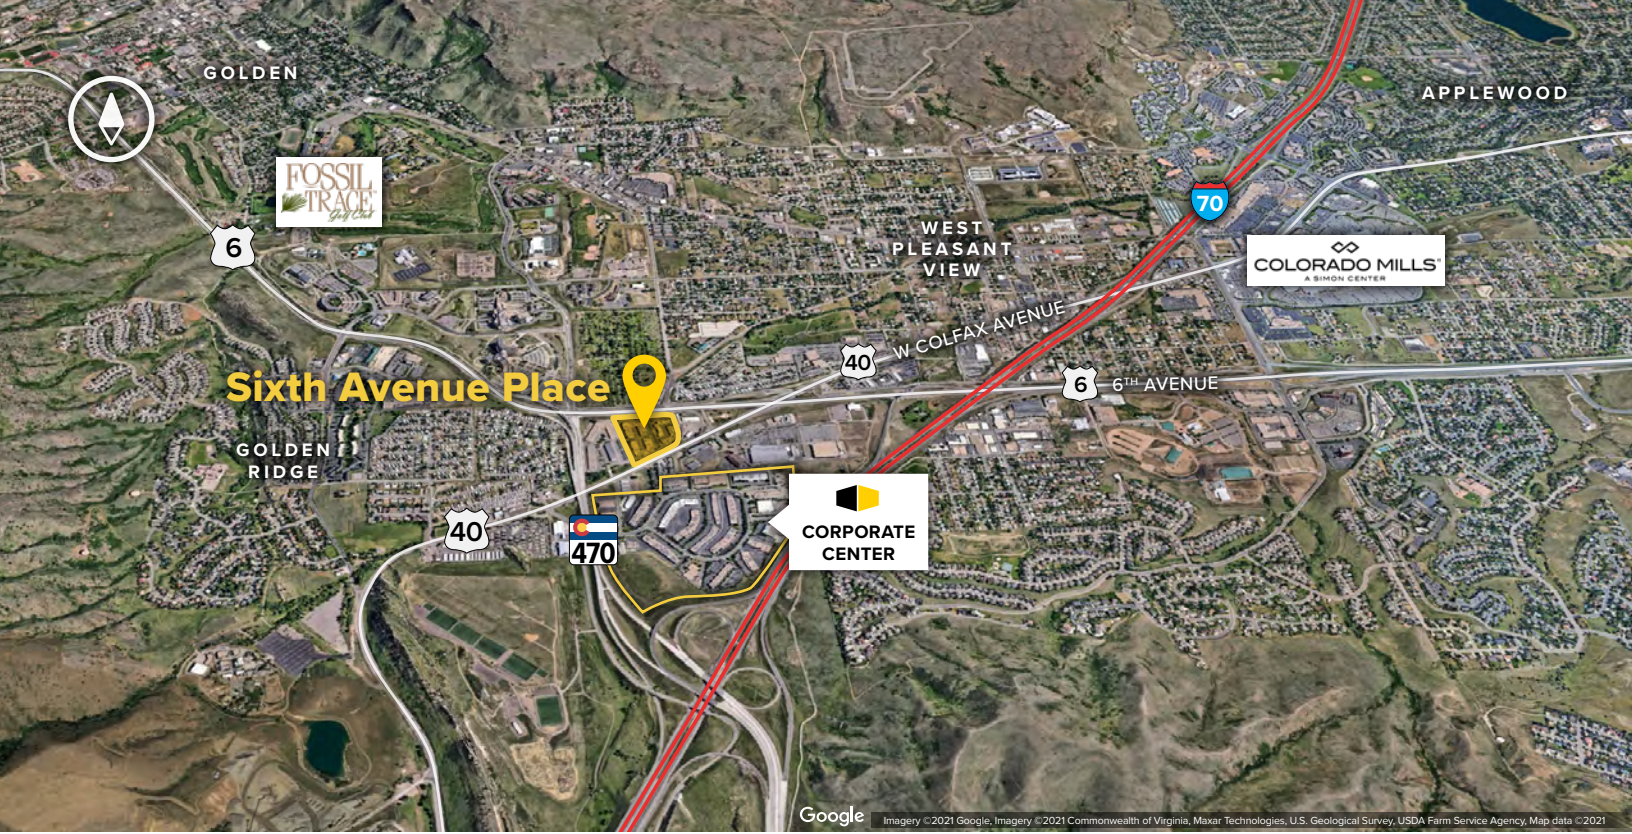 GOLDEN
APPLEWOOD
FOSSIL
TRACE
Golf Club
70
WEST
PLEASANT
VIEW
6
COLORADO MILLS®
A SIMON CENTER
W COLFAX AVENUE
40
6
6TH AVENUE
Sixth Avenue Place
GOLDEN
RIDGE
40
470
CORPORATE
CENTER
Google
Imagery ©2021 Google, Imagery ©2021 Commonwealth of Virginia, Maxar Technologies, U.S. Geological Survey, USDA Farm Service Agency, Map data ©2021